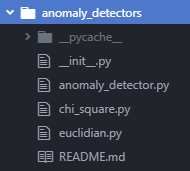 anomaly_detectors
__pycache__
__init__.py
anomaly_detector.py
chi_square.py
euclidian.py
README.md